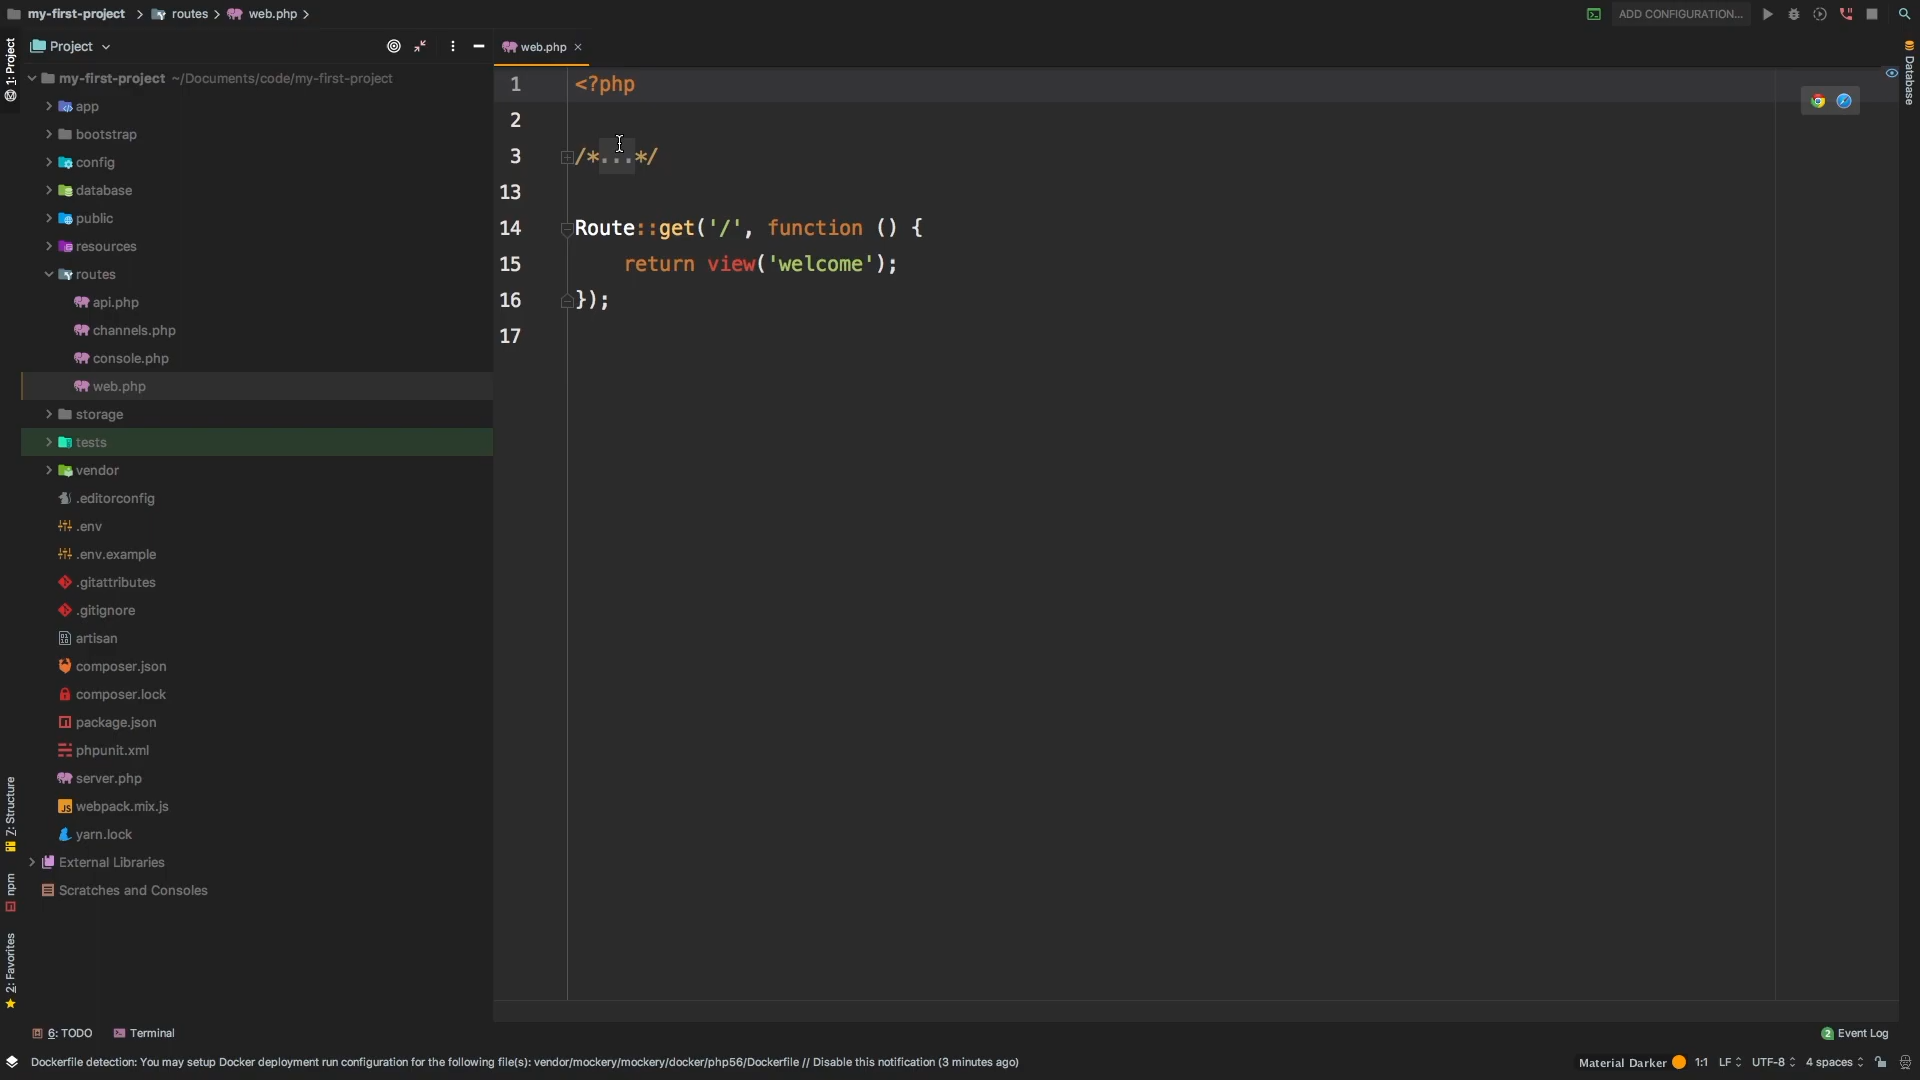 my-first-project > routes > web.php >
ADD CONFIGURATION...
1: Project
Project
web.php
Database
my-first-project ~/Documents/code/my-first-project
app
bootstrap
config
database
public
resources
routes
api.php
channels.php
console.php
web.php
storage
tests
vendor
.editorconfig
.env
.env.example
.gitattributes
.gitignore
artisan
composer.json
composer.lock
package.json
phpunit.xml
server.php
webpack.mix.js
yarn.lock
External Libraries
Scratches and Consoles
Z: Structure
npm
2: Favorites
1 <?php
2
3 /*...*/
13
14 Route::get('/', function () {
15 return view('welcome');
16 });
17
6: TODO
Terminal
2 Event Log
Dockerfile detection: You may setup Docker deployment run configuration for the following file(s): vendor/mockery/mockery/docker/php56/Dockerfile // Disable this notification (3 minutes ago)
Material Darker 1:1 LF UTF-8 4 spaces